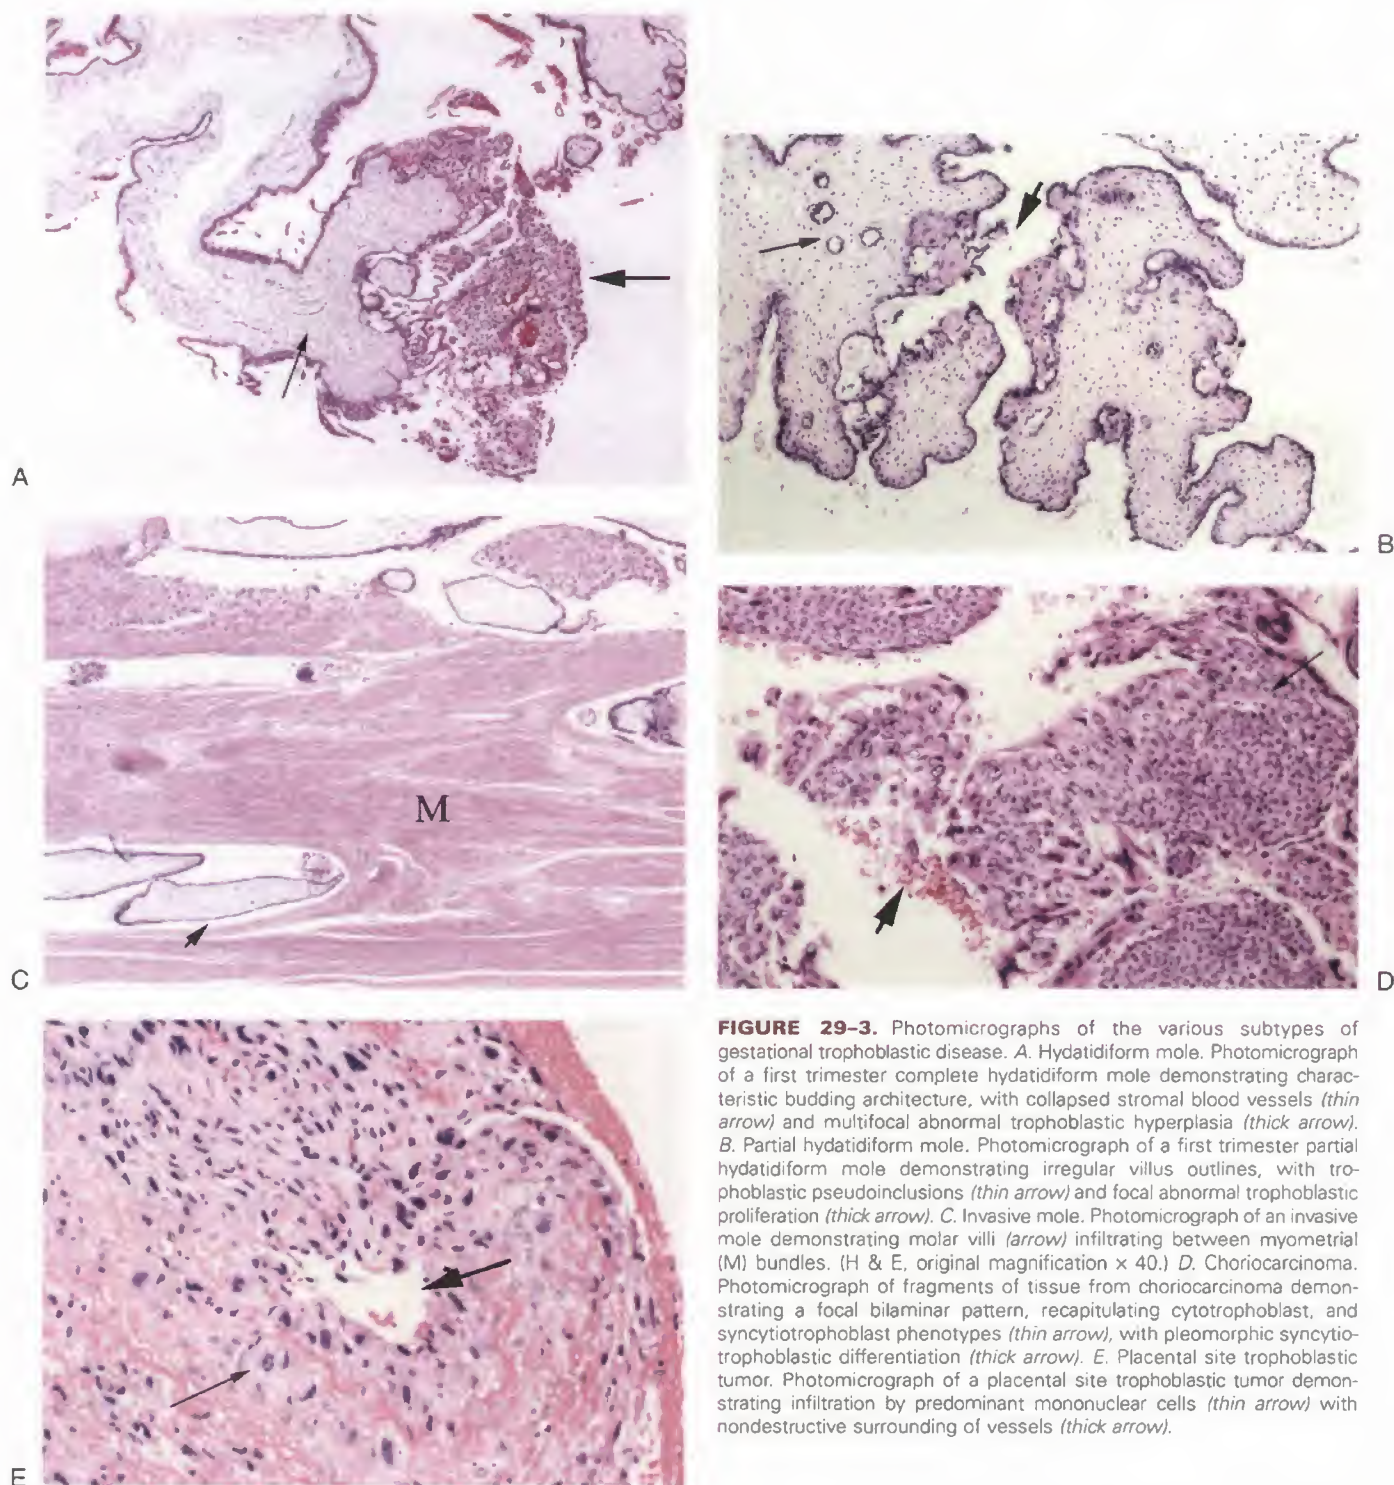 A
B
C
M
D
E
FIGURE 29–3. Photomicrographs of the various subtypes of
gestational trophoblastic disease. A. Hydatidiform mole. Photomicrograph
of a first trimester complete hydatidiform mole demonstrating charac-
teristic budding architecture, with collapsed stromal blood vessels (thin
arrow) and multifocal abnormal trophoblastic hyperplasia (thick arrow).
B. Partial hydatidiform mole. Photomicrograph of a first trimester partial
hydatidiform mole demonstrating irregular villus outlines, with tro-
phoblastic pseudoinclusions (thin arrow) and focal abnormal trophoblastic
proliferation (thick arrow). C. Invasive mole. Photomicrograph of an invasive
mole demonstrating molar villi (arrow) infiltrating between myometrial
(M) bundles. (H & E, original magnification x 40.) D. Choriocarcinoma.
Photomicrograph of fragments of tissue from choriocarcinoma demon-
strating a focal bilaminar pattern, recapitulating cytotrophoblast, and
syncytiotrophoblast phenotypes (thin arrow), with pleomorphic syncytio-
trophoblastic differentiation (thick arrow). E. Placental site trophoblastic
tumor. Photomicrograph of a placental site trophoblastic tumor demon-
strating infiltration by predominant mononuclear cells (thin arrow) with
nondestructive surrounding of vessels (thick arrow).